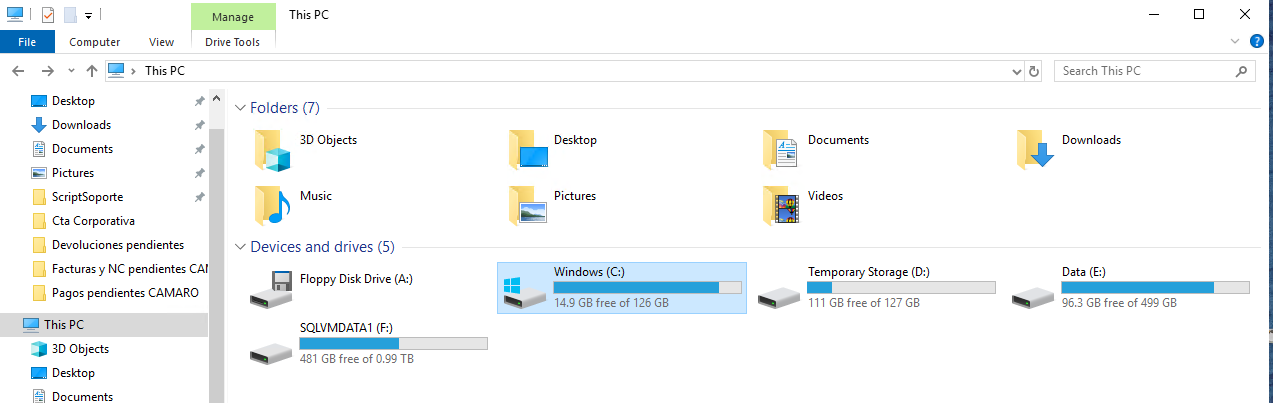 Manage
This PC
File
Computer
View
Drive Tools
This PC
Search This PC
Desktop
Downloads
Documents
Pictures
ScriptSoporte
Cta Corporativa
Devoluciones pendientes
Facturas y NC pendientes CAM
Pagos pendientes CAMARO
This PC
3D Objects
Desktop
Documents
Folders (7)
3D Objects
Desktop
Documents
Downloads
Music
Pictures
Videos
Devices and drives (5)
Floppy Disk Drive (A:)
Windows (C:)
14.9 GB free of 126 GB
Temporary Storage (D:)
111 GB free of 127 GB
Data (E:)
96.3 GB free of 499 GB
SQLVMDATA1 (F:)
481 GB free of 0.99 TB